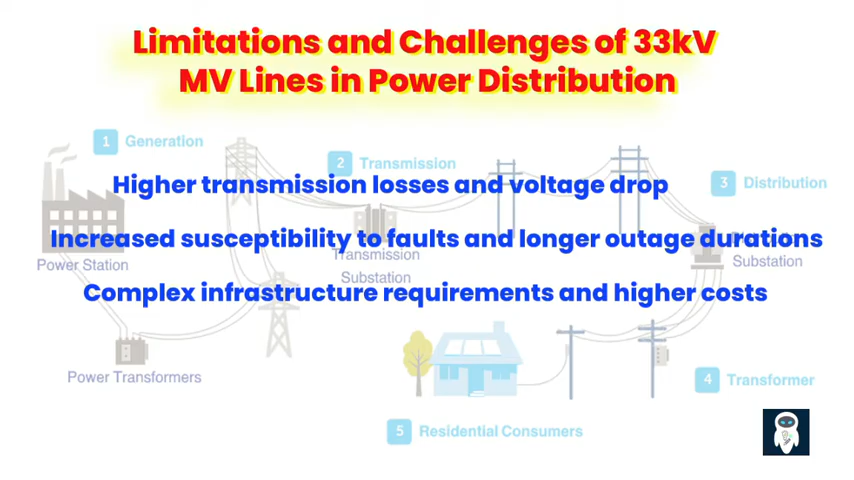 Limitations and Challenges of 33kV
MV Lines in Power Distribution
1 Generation
2 Transmission
Higher transmission losses and voltage drop
3 Distribution
Increased susceptibility to faults and longer outage durations
Power Station
Transmission
Substation
Substation
Complex infrastructure requirements and higher costs
Power Transformers
4 Transformer
5 Residential Consumers